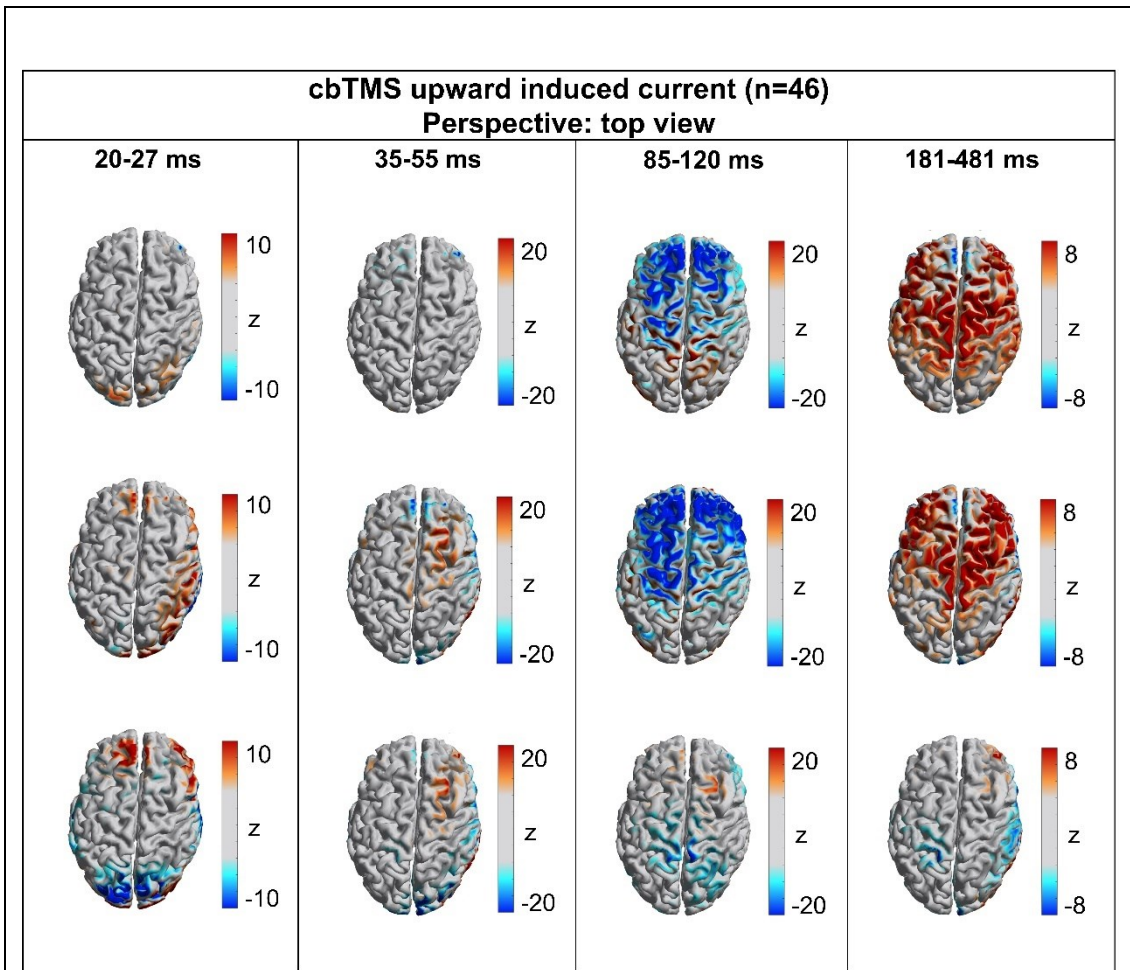 cbTMS upward induced current (n=46)
Perspective: top view
20-27 ms
35-55 ms
85-120 ms
181-481 ms
10
z
-10
20
z
-20
20
z
-20
8
z
-8
10
z
-10
20
z
-20
20
z
-20
8
z
-8
10
z
-10
20
z
-20
20
z
-20
8
z
-8